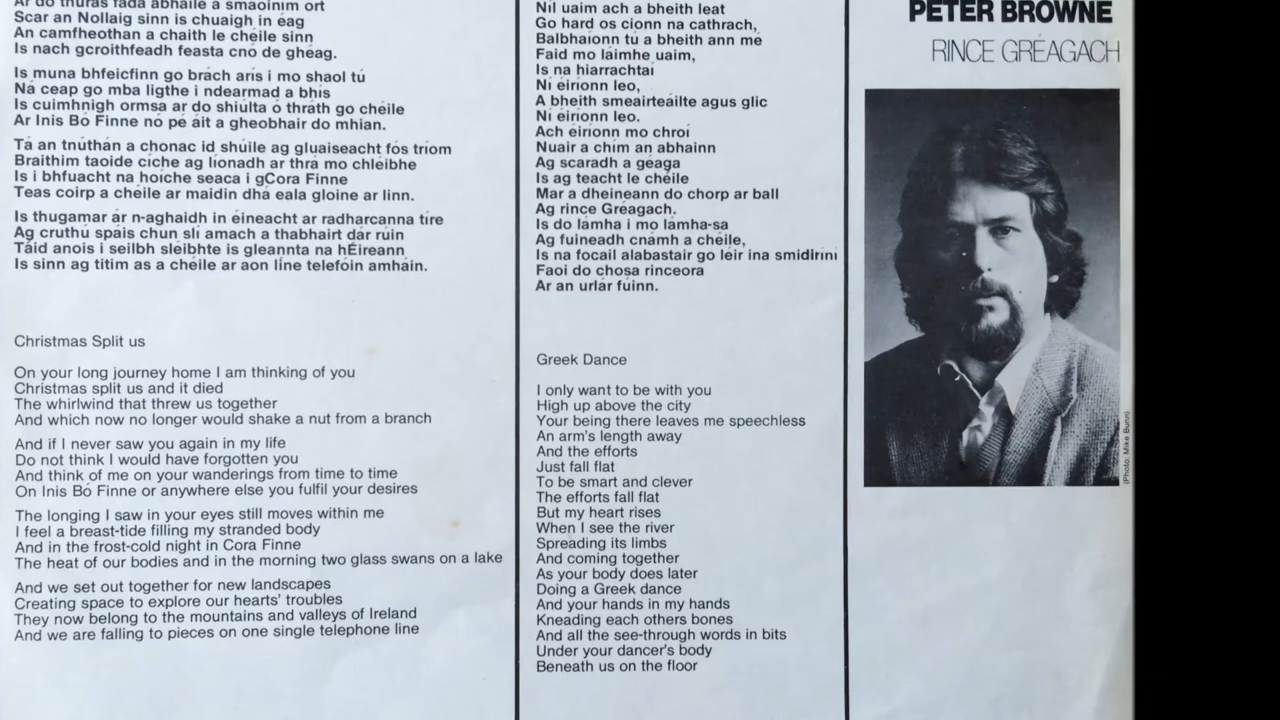 Ar do thuras fada abhaile a smaoiním ort
Scar an Nollaig sinn is chuaigh in éag
An camfheothan a chaith le chéile sinn
Is nach gcroithfeadh feasta cnó de ghéag.
Is muna bhfeicfinn go brách arís i mo shaol tú
Ná ceap go mba ligthe i ndearmad a bhís
Is cuimhnigh ormsa ar do shiúlta ó thráth go chéile
Ar Inis Bó Finne nó pé áit a gheobhair do mhian.
Tá an tnúthán a chonac id shúile ag gluaiseacht fós tríom
Braithim taoide cíche ag líonadh ar thrá mo chléibhe
Is i bhfuacht na hoíche seaca i gCora Finne
Teas coirp a chéile ar maidin dhá eala gloine ar linn.
Is thugamar ár n-aghaidh in éineacht ar radharcanna tíre
Ag cruthú spáis chun slí amach a thabhairt dár rúin
Táid anois i seilbh sléibhte is gleannta na hÉireann
Is sinn ag titim as a chéile ar aon líne telefóin amháin.
Christmas Split us
On your long journey home I am thinking of you
Christmas split us and it died
The whirlwind that threw us together
And which now no longer would shake a nut from a branch
And if I never saw you again in my life
Do not think I would have forgotten you
And think of me on your wanderings from time to time
On Inis Bó Finne or anywhere else you fulfil your desires
The longing I saw in your eyes still moves within me
I feel a breast-tide filling my stranded body
And in the frost-cold night in Cora Finne
The heat of our bodies and in the morning two glass swans on a lake
And we set out together for new landscapes
Creating space to explore our hearts' troubles
They now belong to the mountains and valleys of Ireland
And we are falling to pieces on one single telephone line
Níl uaim ach a bheith leat
Go hard os cionn na cathrach,
Balbhaíonn tú a bheith ann mé
Faid mo láimhe uaim,
Is na hiarrachtaí
Ní éiríonn leo,
A bheith smeairteáilte agus glic
Ní éiríonn leo.
Ach éiríonn mo chroí
Nuair a chím an abhainn
Ag scaradh a géaga
Is ag teacht le chéile
Mar a dheineann do chorp ar ball
Ag rince Gréagach.
Is do lámha i mo lámha-sa
Ag fuineadh cnámh a chéile,
Is na focail alabastair go léir ina smidiríní
Faoi do chosa rinceora
Ar an urlár fúinn.
Greek Dance
I only want to be with you
High up above the city
Your being there leaves me speechless
An arm's length away
And the efforts
Just fall flat
To be smart and clever
The efforts fall flat
But my heart rises
When I see the river
Spreading its limbs
And coming together
As your body does later
Doing a Greek dance
And your hands in my hands
Kneading each others bones
And all the see-through words in bits
Under your dancer's body
Beneath us on the floor
PETER BROWNE
RINCE GRÉAGACH
(Photo: Mike Bunn)